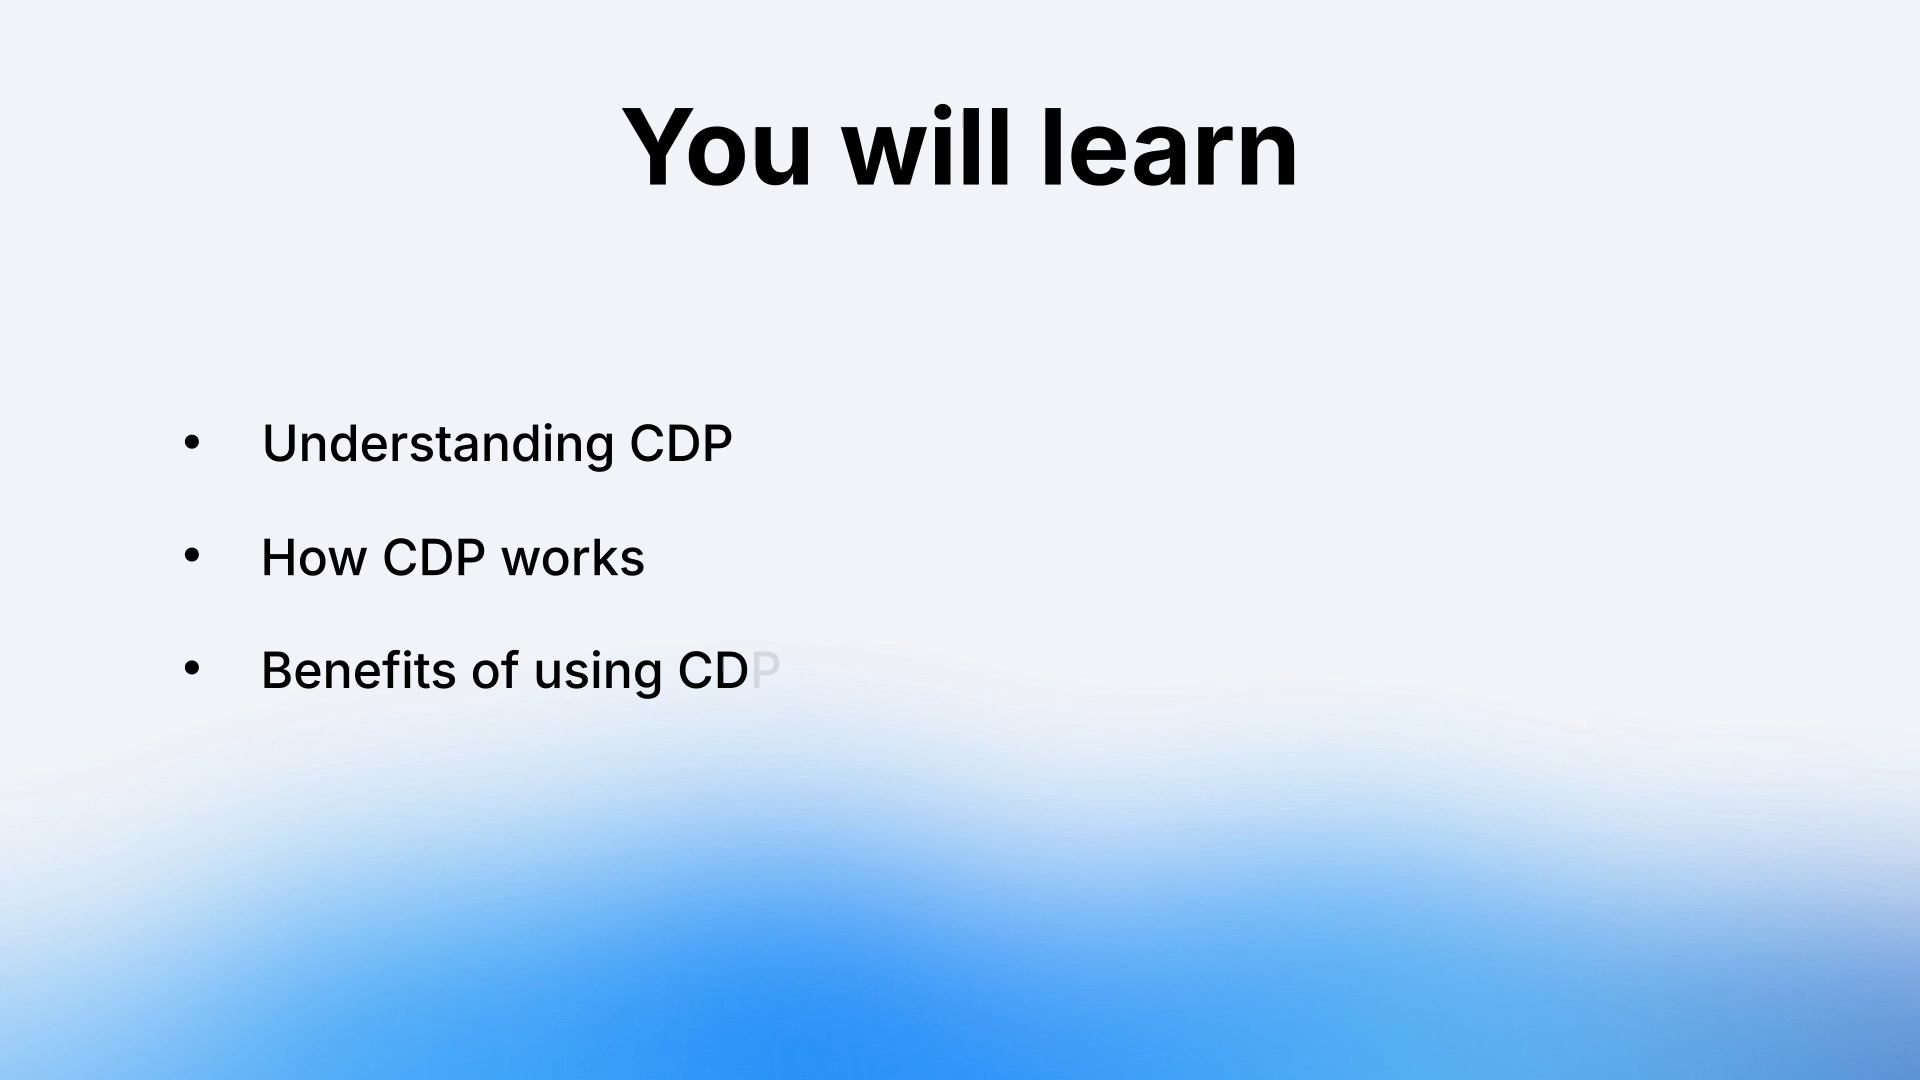 You will learn
• Understanding CDP
• How CDP works
• Benefits of using CDP